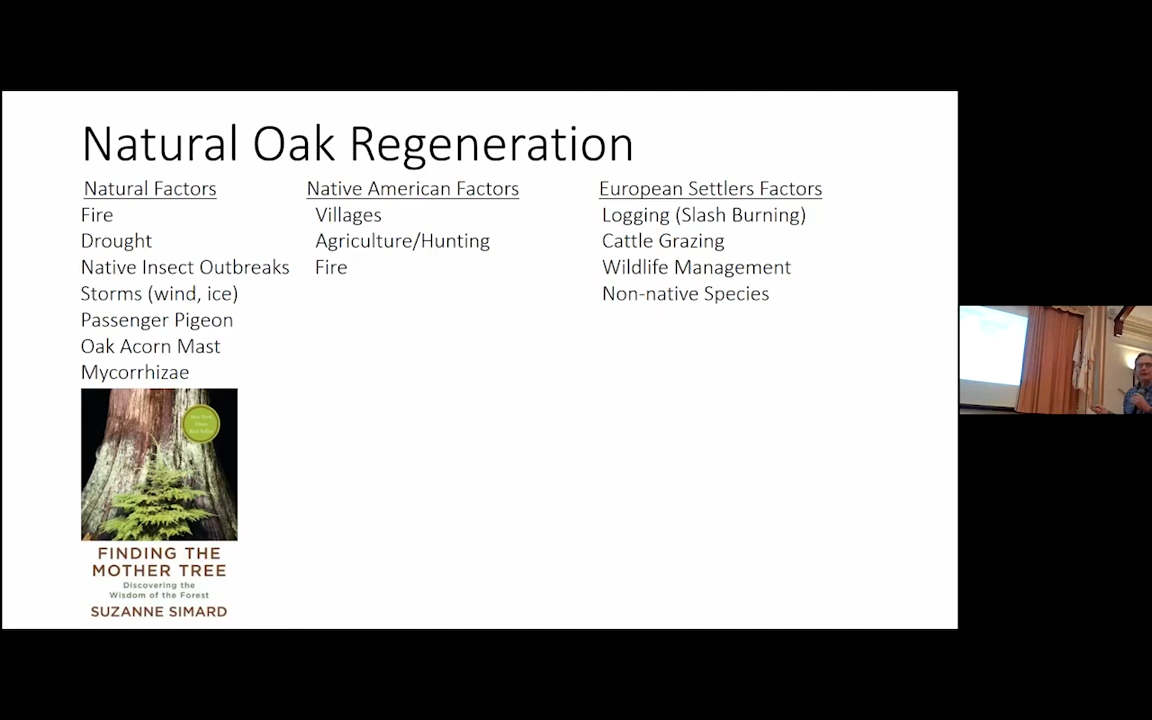 Natural Oak Regeneration
Natural Factors
Fire
Drought
Native Insect Outbreaks
Storms (wind, ice)
Passenger Pigeon
Oak Acorn Mast
Mycorrhizae
Native American Factors
Villages
Agriculture/Hunting
Fire
European Settlers Factors
Logging (Slash Burning)
Cattle Grazing
Wildlife Management
Non-native Species
FINDING THE
MOTHER TREE
Discovering the
Wisdom of the Forest
SUZANNE SIMARD